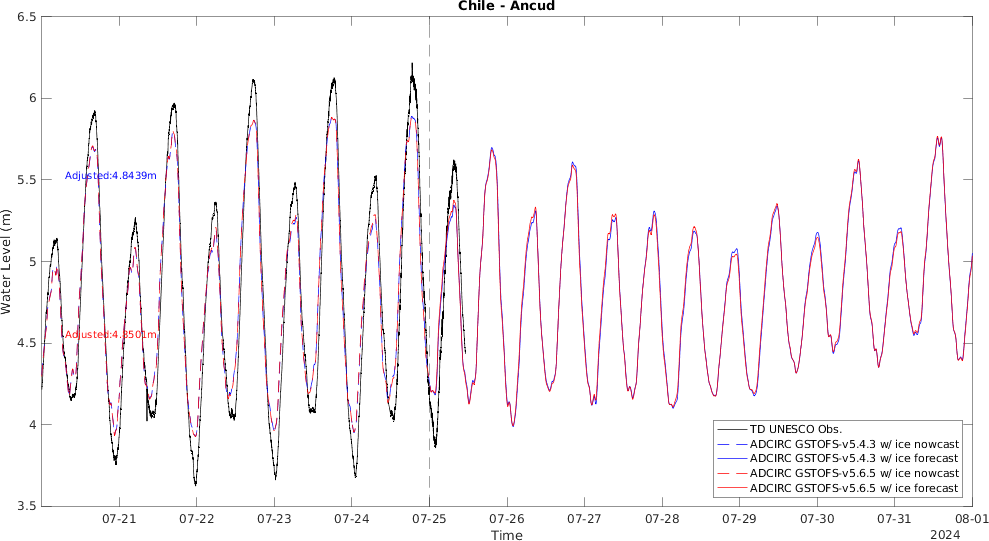 Chile - Ancud
6.5
6
5.5
5
4.5
4
3.5
Water Level (m)
Adjusted:4.8439m
Adjusted:4.8501m
07-21
07-22
07-23
07-24
07-25
07-26
07-27
07-28
07-29
07-30
07-31
08-01
2024
Time
TD UNESCO Obs.
ADCIRC GSTOFS-v5.4.3 w/ ice nowcast
ADCIRC GSTOFS-v5.4.3 w/ ice forecast
ADCIRC GSTOFS-v5.6.5 w/ ice nowcast
ADCIRC GSTOFS-v5.6.5 w/ ice forecast